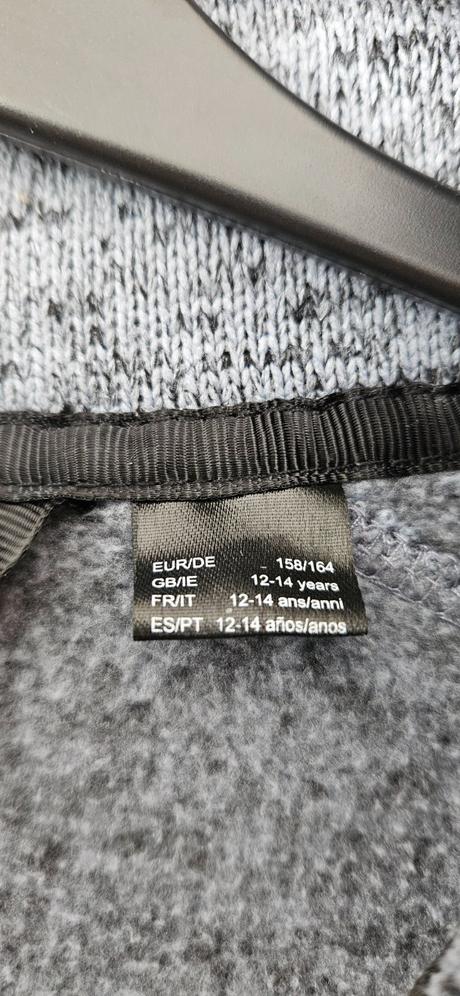 EUR/DE 158/164
GB/IE 12-14 years
FR/IT 12-14 ans/anni
ES/PT 12-14 años/anos